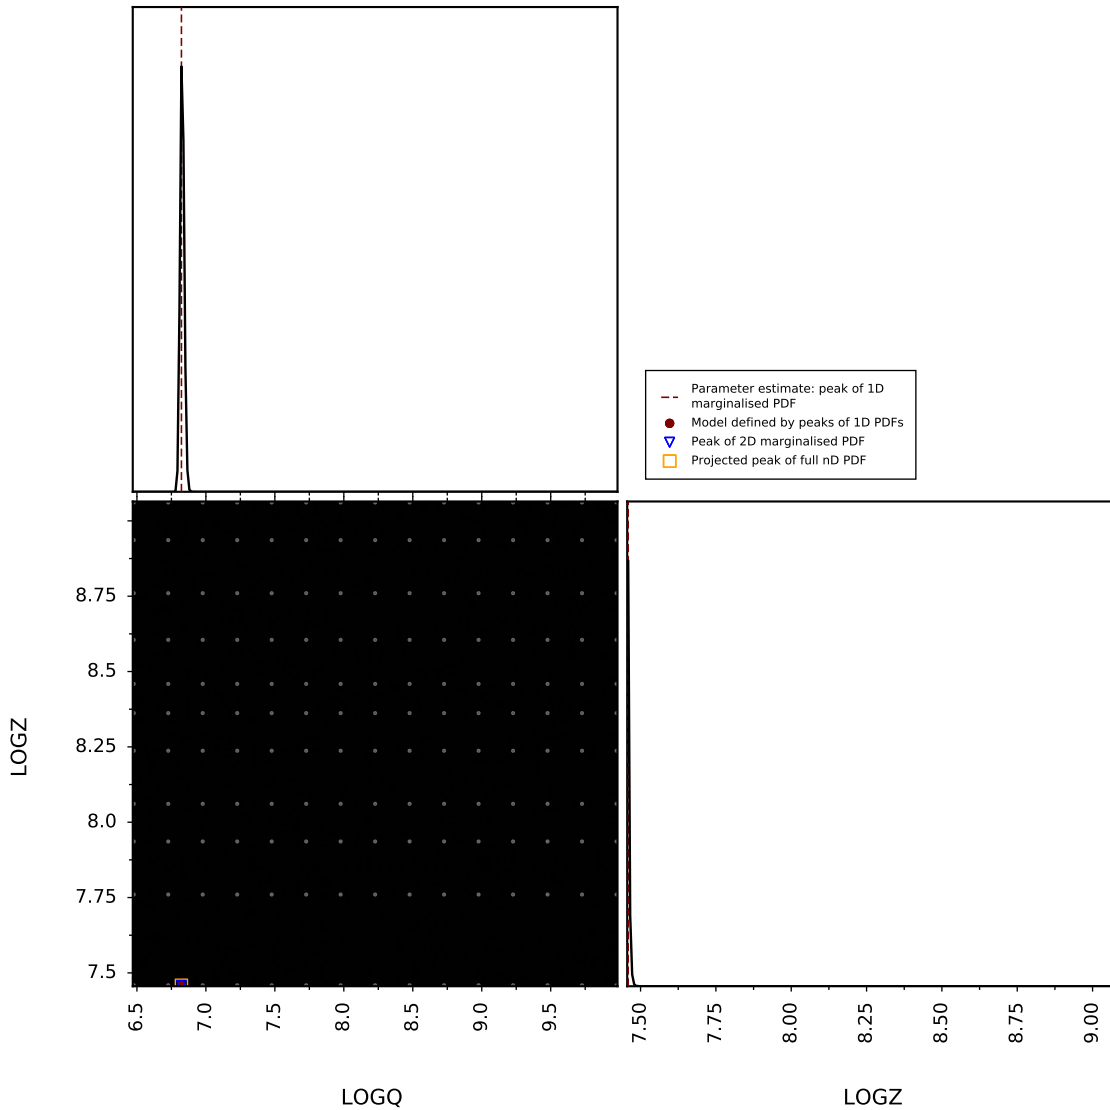 Parameter estimate: peak of 1D
marginalised PDF
Model defined by peaks of 1D PDFs
Peak of 2D marginalised PDF
Projected peak of full nD PDF
8.75
8.5
8.25
8.0
7.75
7.5
LOGZ
6.5 7.0 7.5 8.0 8.5 9.0 9.5
7.50 7.75 8.00 8.25 8.50 8.75 9.00
LOGQ LOGZ